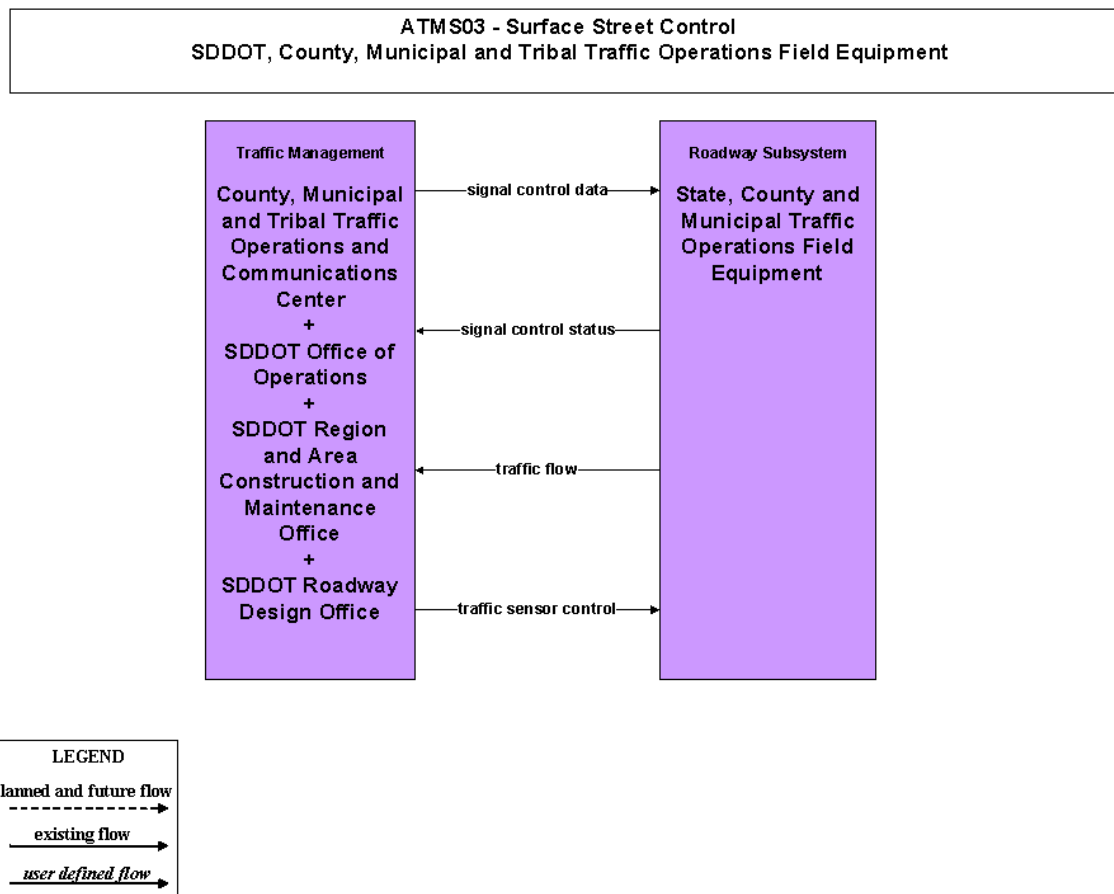 ATMS03 - Surface Street Control
SDDOT, County, Municipal and Tribal Traffic Operations Field Equipment
Traffic Management
County, Municipal
and Tribal Traffic
Operations and
Communications
Center
+
SDDOT Office of
Operations
+
SDDOT Region
and Area
Construction and
Maintenance
Office
+
SDDOT Roadway
Design Office
signal control data
signal control status
traffic flow
traffic sensor control
Roadway Subsystem
State, County and
Municipal Traffic
Operations Field
Equipment
LEGEND
lanned and future flow
existing flow
user defined flow